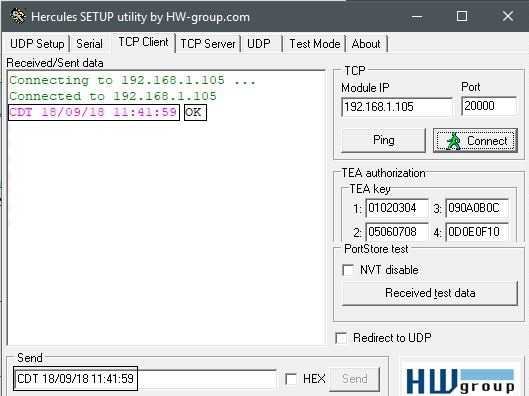 Hercules SETUP utility by HW-group.com
UDP Setup Serial TCP Client TCP Server UDP Test Mode About
Received/Sent data
Connecting to 192.168.1.105 ...
Connected to 192.168.1.105
CDT 18/09/18 11:41:59 OK
TCP
Module IP Port
192.168.1.105 20000
Ping Connect
TEA authorization
TEA key
1: 01020304 3: 090A0B0C
2: 05060708 4: 0D0E0F10
PortStore test
NVT disable
Received test data
Redirect to UDP
Send
CDT 18/09/18 11:41:59 HEX Send
HW group